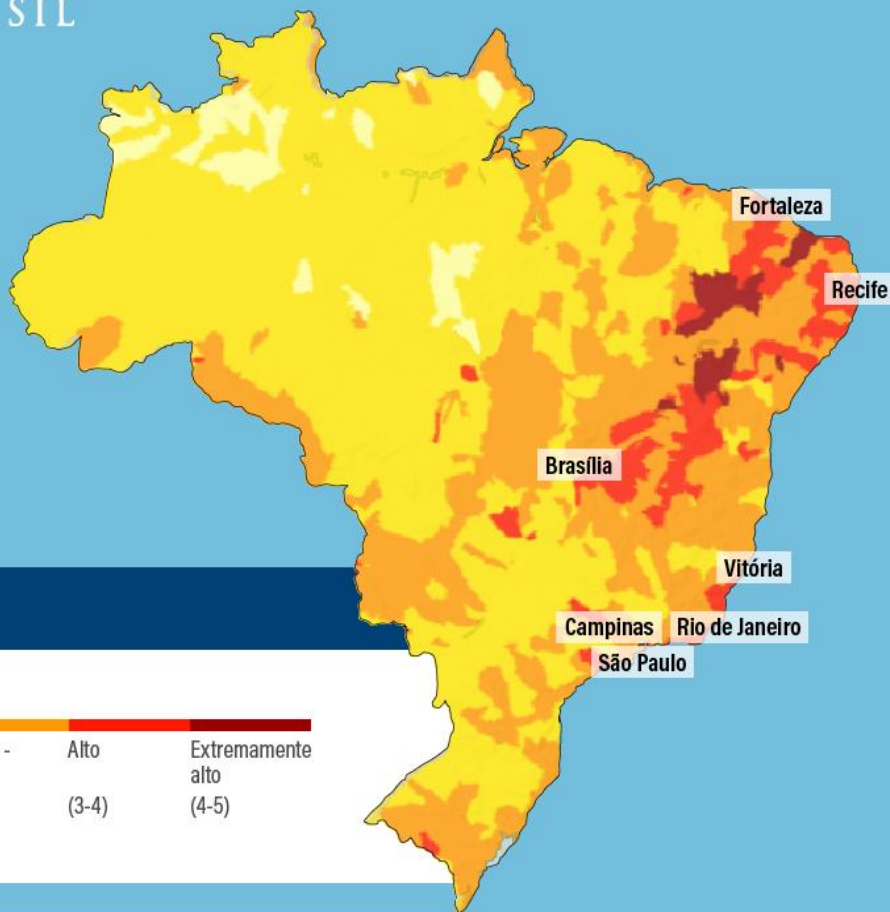 SIL
Fortaleza
Recife
Brasília
Vitória
Campinas
Rio de Janeiro
São Paulo
- Alto Extremamente
alto
(3-4) (4-5)